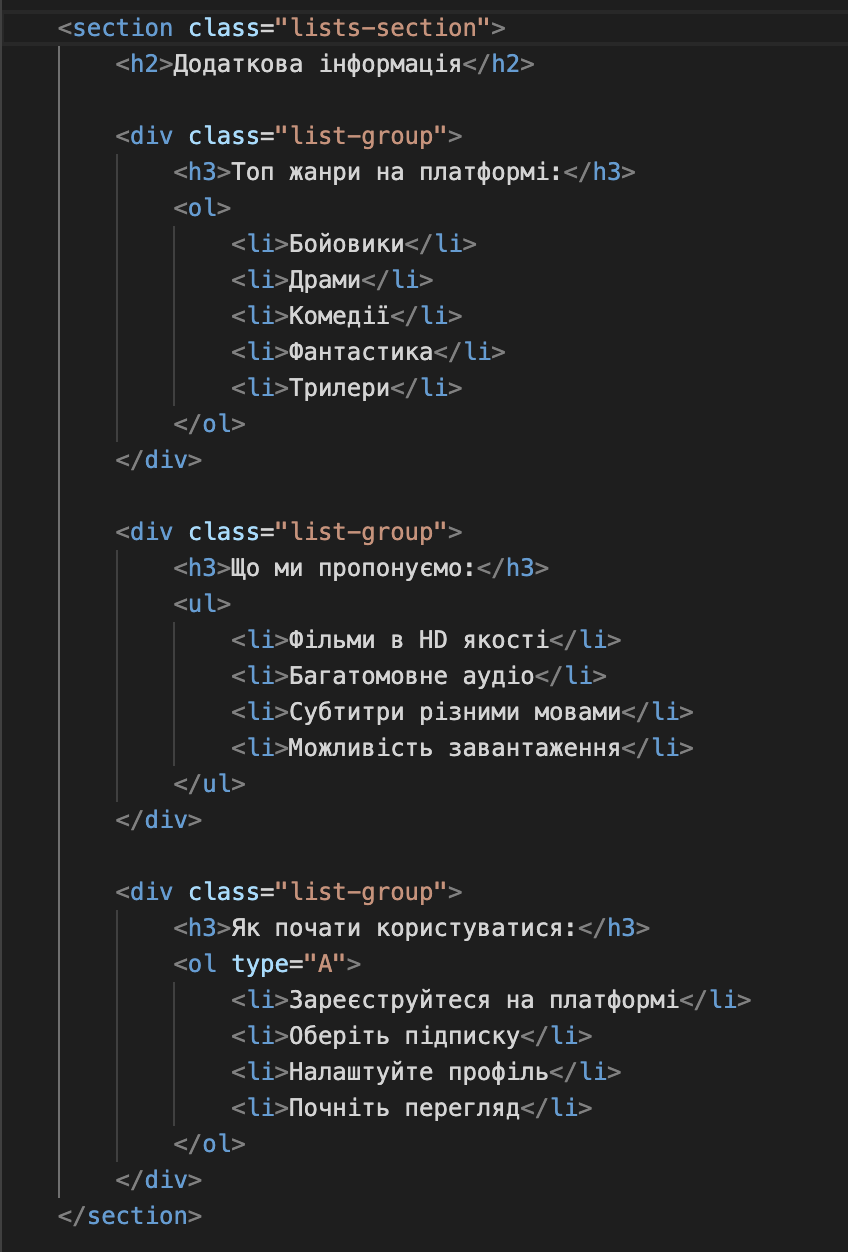 <section class="lists-section">
<h2>Додаткова інформація</h2>
<div class="list-group">
<h3>Топ жанри на платформі:</h3>
<ol>
<li>Бойовики</li>
<li>Драми</li>
<li>Комедії</li>
<li>Фантастика</li>
<li>Трилери</li>
</ol>
</div>
<div class="list-group">
<h3>Що ми пропонуємо:</h3>
<ul>
<li>Фільми в HD якості</li>
<li>Багатомовне аудіо</li>
<li>Субтитри різними мовами</li>
<li>Можливість завантаження</li>
</ul>
</div>
<div class="list-group">
<h3>Як почати користуватися:</h3>
<ol type="A">
<li>Зареєструйтеся на платформі</li>
<li>Оберіть підписку</li>
<li>Налаштуйте профіль</li>
<li>Почніть перегляд</li>
</ol>
</div>
</section>